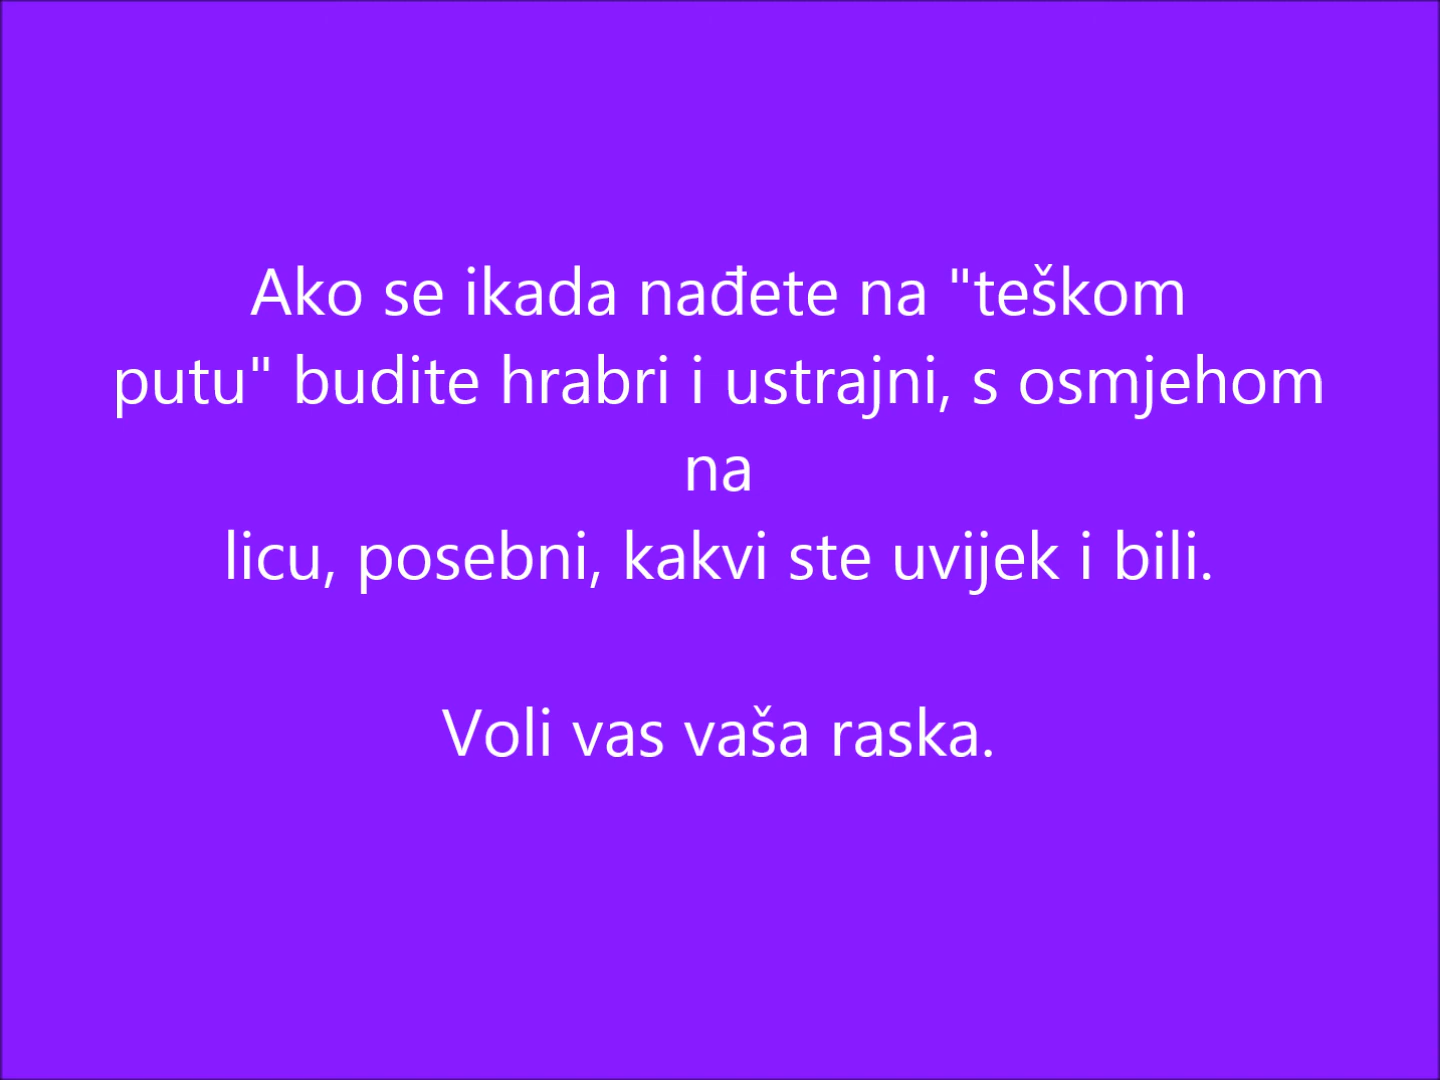 Ako se ikada nađete na "teškom
putu" budite hrabri i ustrajni, s osmjehom
na
licu, posebni, kakvi ste uvijek i bili.
Voli vas vaša raska.